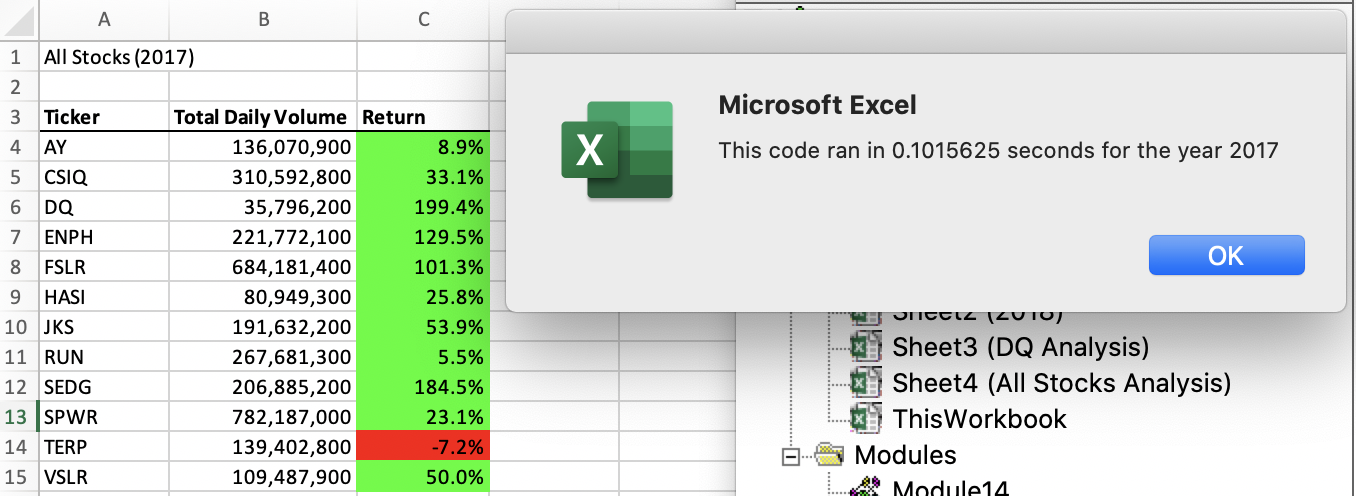 A B C
1 All Stocks (2017)
2
3 Ticker Total Daily Volume Return
4 AY 136,070,900 8.9%
5 CSIQ 310,592,800 33.1%
6 DQ 35,796,200 199.4%
7 ENPH 221,772,100 129.5%
8 FSLR 684,181,400 101.3%
9 HASI 80,949,300 25.8%
10 JKS 191,632,200 53.9%
11 RUN 267,681,300 5.5%
12 SEDG 206,885,200 184.5%
13 SPWR 782,187,000 23.1%
14 TERP 139,402,800 -7.2%
15 VSLR 109,487,900 50.0%
Microsoft Excel
X
This code ran in 0.1015625 seconds for the year 2017
OK
Sheet2 (2018)
Sheet3 (DQ Analysis)
Sheet4 (All Stocks Analysis)
ThisWorkbook
Modules
Module14